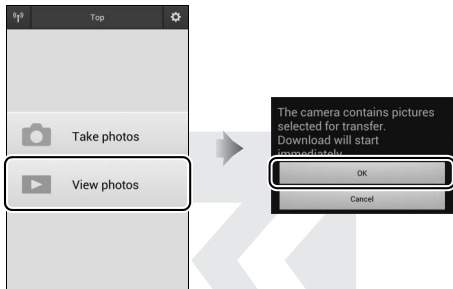 Top
Take photos
View photos
The camera contains pictures
selected for transfer.
Download will start
immediately.
OK
Cancel